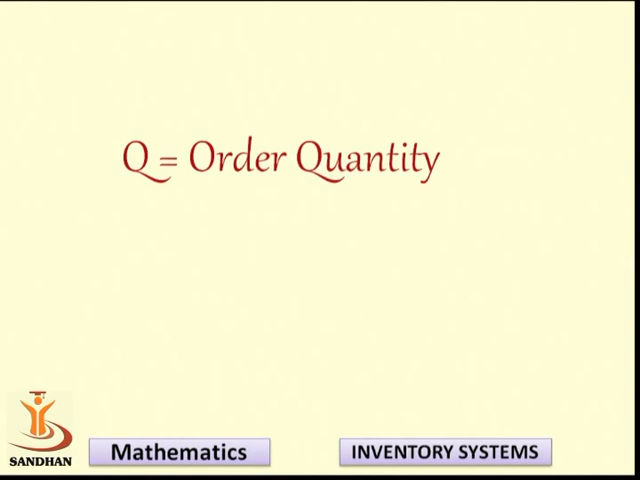 Q = Order Quantity
SANDHAN
Mathematics
INVENTORY SYSTEMS